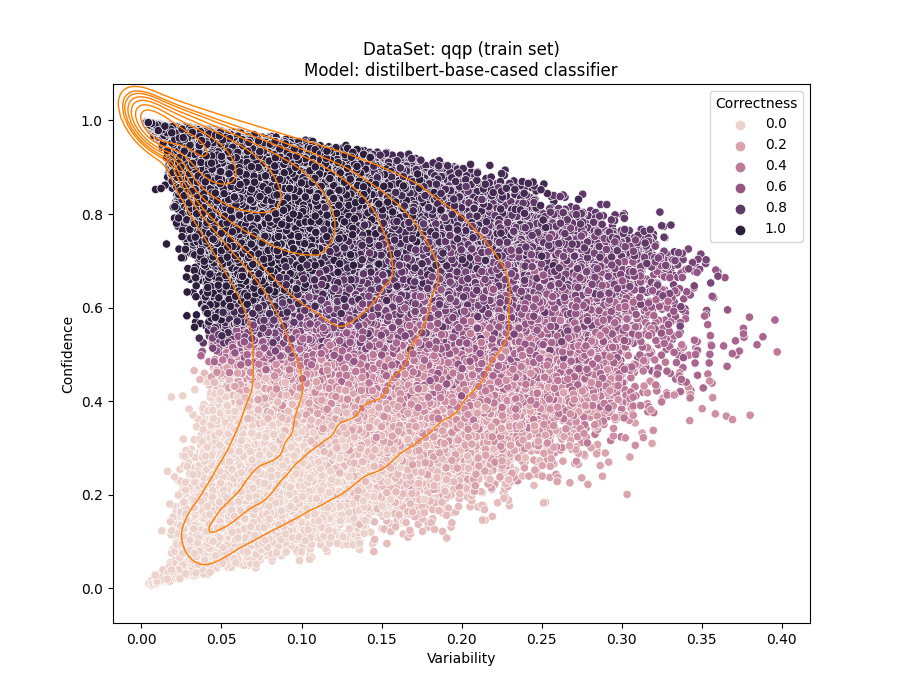 DataSet: qqp (train set)
Model: distilbert-base-cased classifier
Correctness
0.0
0.2
0.4
0.6
0.8
1.0
Confidence
1.0
0.8
0.6
0.4
0.2
0.0
0.00 0.05 0.10 0.15 0.20 0.25 0.30 0.35 0.40
Variability